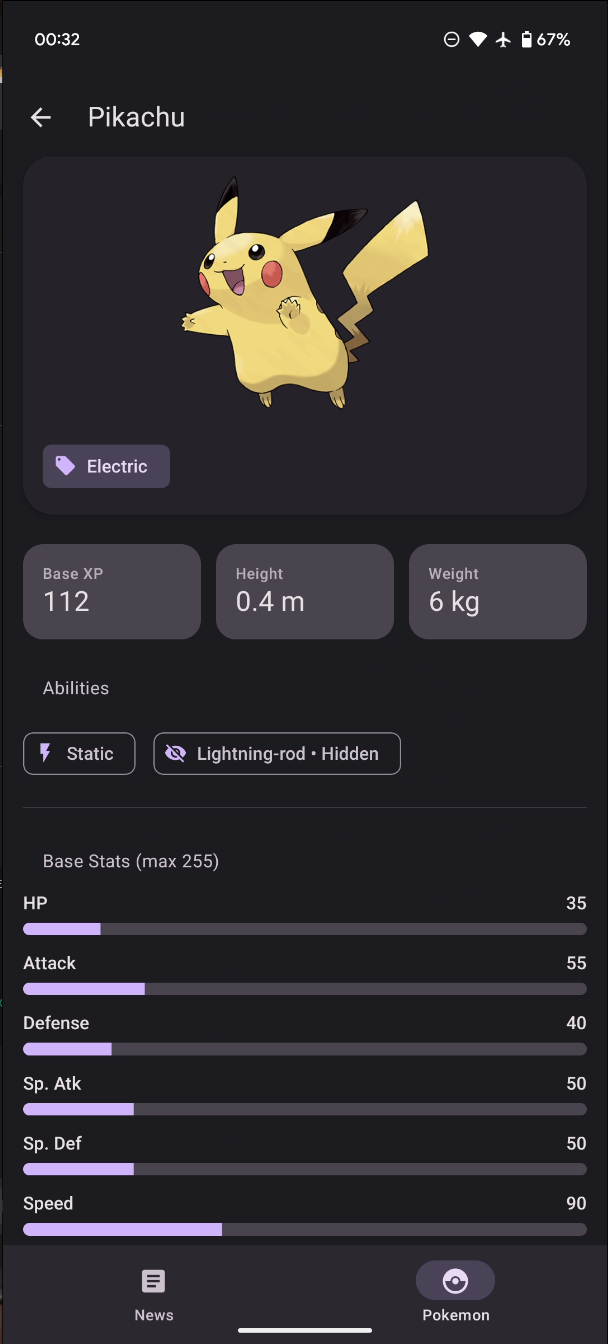 00:32 67%
Pikachu
Electric
Base XP Height Weight
112 0.4 m 6 kg
Abilities
Static Lightning-rod • Hidden
Base Stats (max 255)
HP 35
Attack 55
Defense 40
Sp. Atk 50
Sp. Def 50
Speed 90
News Pokemon